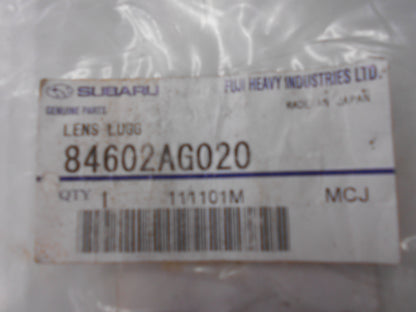 SUBARU FUJI HEAVY INDUSTRIES LTD.
GENUINE PARTS MADE IN JAPAN
LENS LUGG
84602AG020
QTY 1 111101M MCJ